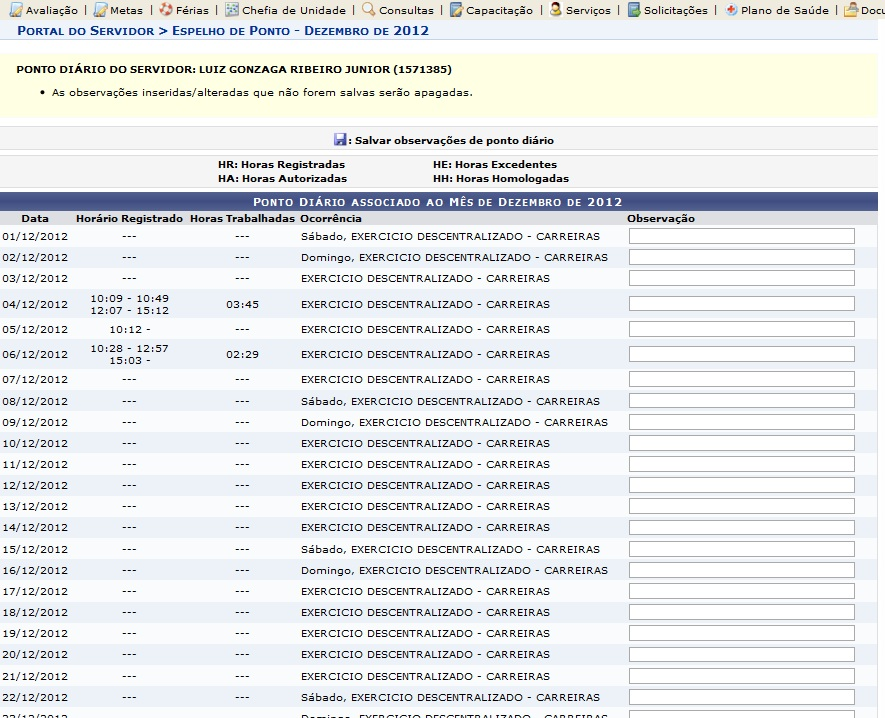 Avaliação | Metas | Férias | Chefia de Unidade | Consultas | Capacitação | Serviços | Solicitações | Plano de Saúde |
PORTAL DO SERVIDOR > ESPELHO DE PONTO - DEZEMBRO DE 2012
PONTO DIÁRIO DO SERVIDOR: LUIZ GONZAGA RIBEIRO JUNIOR (1571385)
• As observações inseridas/alteradas que não forem salvas serão apagadas.
: Salvar observações de ponto diário
HR: Horas Registradas HE: Horas Excedentes
HA: Horas Autorizadas HH: Horas Homologadas
PONTO DIÁRIO ASSOCIADO AO MÊS DE DEZEMBRO DE 2012
Data Horário Registrado Horas Trabalhadas Ocorrência Observação
01/12/2012 --- --- Sábado, EXERCICIO DESCENTRALIZADO - CARREIRAS
02/12/2012 --- --- Domingo, EXERCICIO DESCENTRALIZADO - CARREIRAS
03/12/2012 --- --- EXERCICIO DESCENTRALIZADO - CARREIRAS
10:09 - 10:49
04/12/2012 03:45 EXERCICIO DESCENTRALIZADO - CARREIRAS
12:07 - 15:12
05/12/2012 10:12 - --- EXERCICIO DESCENTRALIZADO - CARREIRAS
10:28 - 12:57
06/12/2012 02:29 EXERCICIO DESCENTRALIZADO - CARREIRAS
15:03 -
07/12/2012 --- --- EXERCICIO DESCENTRALIZADO - CARREIRAS
08/12/2012 --- --- Sábado, EXERCICIO DESCENTRALIZADO - CARREIRAS
09/12/2012 --- --- Domingo, EXERCICIO DESCENTRALIZADO - CARREIRAS
10/12/2012 --- --- EXERCICIO DESCENTRALIZADO - CARREIRAS
11/12/2012 --- --- EXERCICIO DESCENTRALIZADO - CARREIRAS
12/12/2012 --- --- EXERCICIO DESCENTRALIZADO - CARREIRAS
13/12/2012 --- --- EXERCICIO DESCENTRALIZADO - CARREIRAS
14/12/2012 --- --- EXERCICIO DESCENTRALIZADO - CARREIRAS
15/12/2012 --- --- Sábado, EXERCICIO DESCENTRALIZADO - CARREIRAS
16/12/2012 --- --- Domingo, EXERCICIO DESCENTRALIZADO - CARREIRAS
17/12/2012 --- --- EXERCICIO DESCENTRALIZADO - CARREIRAS
18/12/2012 --- --- EXERCICIO DESCENTRALIZADO - CARREIRAS
19/12/2012 --- --- EXERCICIO DESCENTRALIZADO - CARREIRAS
20/12/2012 --- --- EXERCICIO DESCENTRALIZADO - CARREIRAS
21/12/2012 --- --- EXERCICIO DESCENTRALIZADO - CARREIRAS
22/12/2012 --- --- Sábado, EXERCICIO DESCENTRALIZADO - CARREIRAS